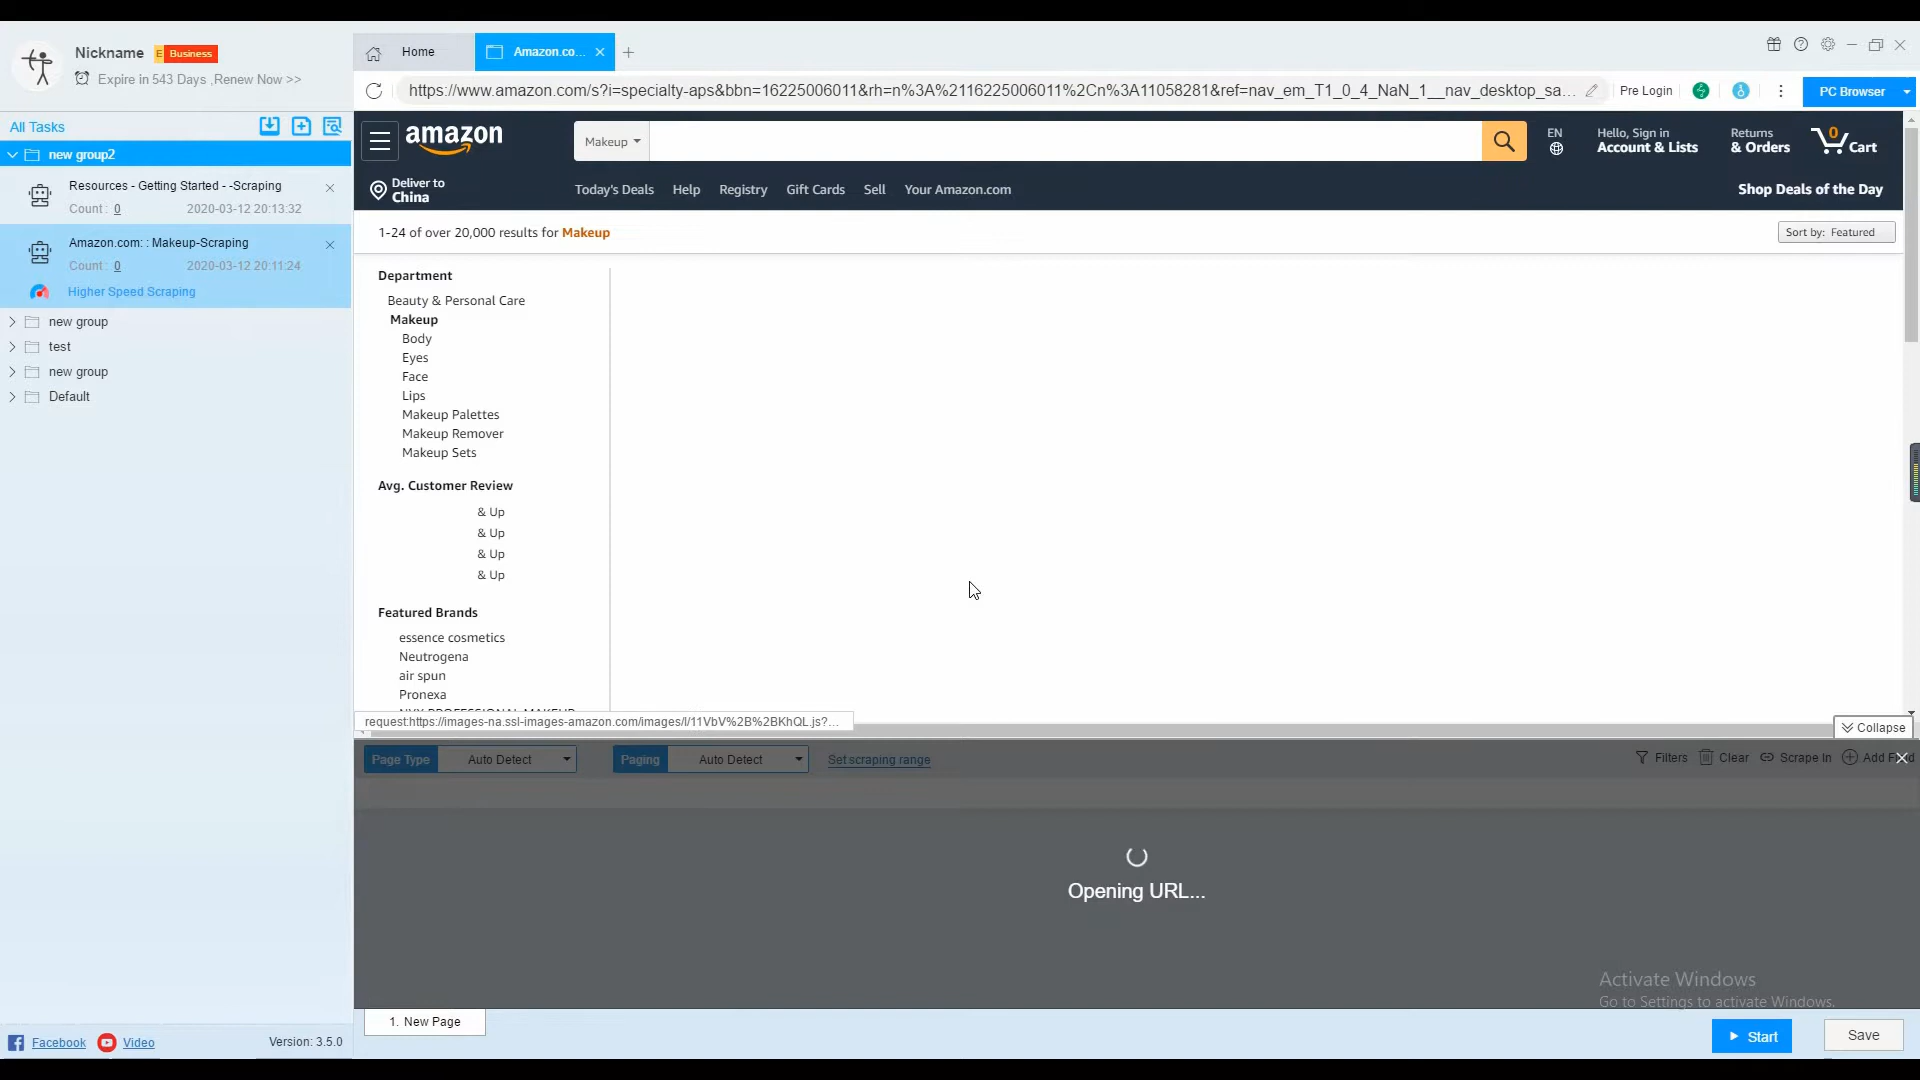 Nickname
E Business
Expire in 543 Days ,Renew Now >>
Home
Amazon.co...
https://www.amazon.com/s?i=specialty-aps&bbn=16225006011&rh=n%3A%2116225006011%2Cn%3A11058281&ref=nav_em_T1_0_4_NaN_1__nav_desktop_sa...
Pre Login
PC Browser
All Tasks
new group2
Resources - Getting Started - -Scraping
Count : 0 2020-03-12 20:13:32
Amazon.com: : Makeup-Scraping
Count : 0 2020-03-12 20:11:24
Higher Speed Scraping
new group
test
new group
Default
amazon
Makeup
EN
Hello, Sign in
Account & Lists
Returns
& Orders
0
Cart
Deliver to
China
Today's Deals Help Registry Gift Cards Sell Your Amazon.com
Shop Deals of the Day
1-24 of over 20,000 results for Makeup
Sort by: Featured
Department
Beauty & Personal Care
Makeup
Body
Eyes
Face
Lips
Makeup Palettes
Makeup Remover
Makeup Sets
Avg. Customer Review
& Up
& Up
& Up
& Up
Featured Brands
essence cosmetics
Neutrogena
air spun
Pronexa
request:https://images-na.ssl-images-amazon.com/images/I/11VbV%2B%2BKhQL.js?...
Collapse
Page Type Auto Detect
Paging Auto Detect
Set scraping range
Filters Clear Scrape In Add
Opening URL...
Activate Windows
Go to Settings to activate Windows.
1. New Page
Start
Save
Facebook
Video
Version: 3.5.0